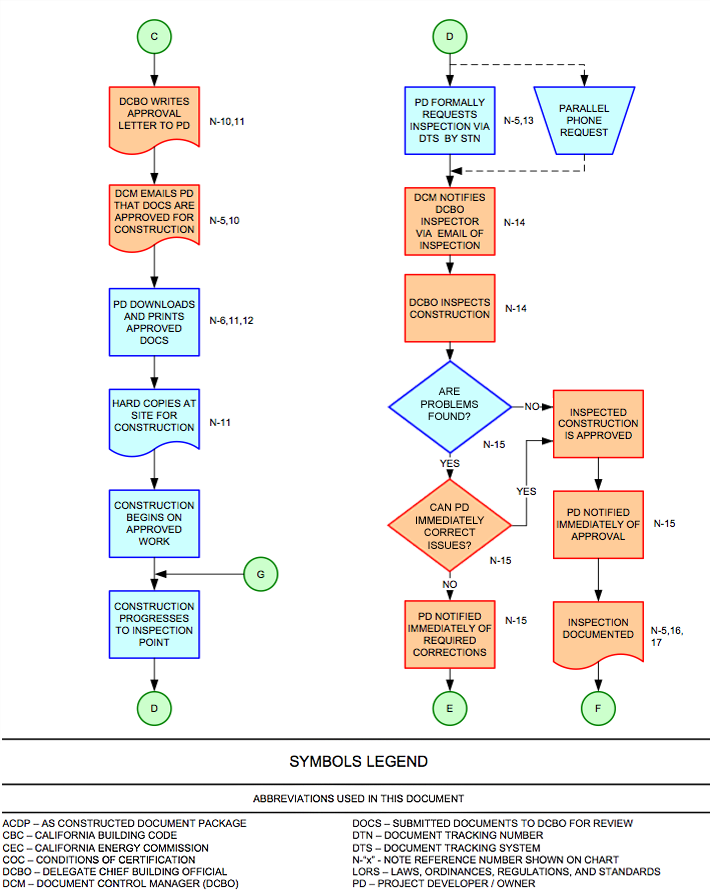 C
DCBO WRITES
APPROVAL
LETTER TO PD
N-10,11
DCM EMAILS PD
THAT DOCS ARE
APPROVED FOR
CONSTRUCTION
N-5,10
PD DOWNLOADS
AND PRINTS
APPROVED
DOCS
N-6,11,12
HARD COPIES AT
SITE FOR
CONSTRUCTION
N-11
CONSTRUCTION
BEGINS ON
APPROVED
WORK
G
CONSTRUCTION
PROGRESSES
TO INSPECTION
POINT
D
D
PD FORMALLY
REQUESTS
INSPECTION VIA
DTS BY STN
N-5,13
PARALLEL
PHONE
REQUEST
DCM NOTIFIES
DCBO
INSPECTOR
VIA EMAIL OF
INSPECTION
N-14
DCBO INSPECTS
CONSTRUCTION
N-14
ARE
PROBLEMS
FOUND?
N-15
NO
YES
CAN PD
IMMEDIATELY
CORRECT
ISSUES?
N-15
YES
NO
PD NOTIFIED
IMMEDIATELY OF
REQUIRED
CORRECTIONS
N-15
E
INSPECTED
CONSTRUCTION
IS APPROVED
PD NOTIFIED
IMMEDIATELY OF
APPROVAL
N-15
INSPECTION
DOCUMENTED
N-5,16,
17
F
SYMBOLS LEGEND
ABBREVIATIONS USED IN THIS DOCUMENT
ACDP – AS CONSTRUCTED DOCUMENT PACKAGE
CBC – CALIFORNIA BUILDING CODE
CEC – CALIFORNIA ENERGY COMMISSION
COC – CONDITIONS OF CERTIFICATION
DCBO – DELEGATE CHIEF BUILDING OFFICIAL
DCM – DOCUMENT CONTROL MANAGER (DCBO)
DOCS – SUBMITTED DOCUMENTS TO DCBO FOR REVIEW
DTN – DOCUMENT TRACKING NUMBER
DTS – DOCUMENT TRACKING SYSTEM
N-"x" - NOTE REFERENCE NUMBER SHOWN ON CHART
LORS – LAWS, ORDINANCES, REGULATIONS, AND STANDARDS
PD – PROJECT DEVELOPER / OWNER